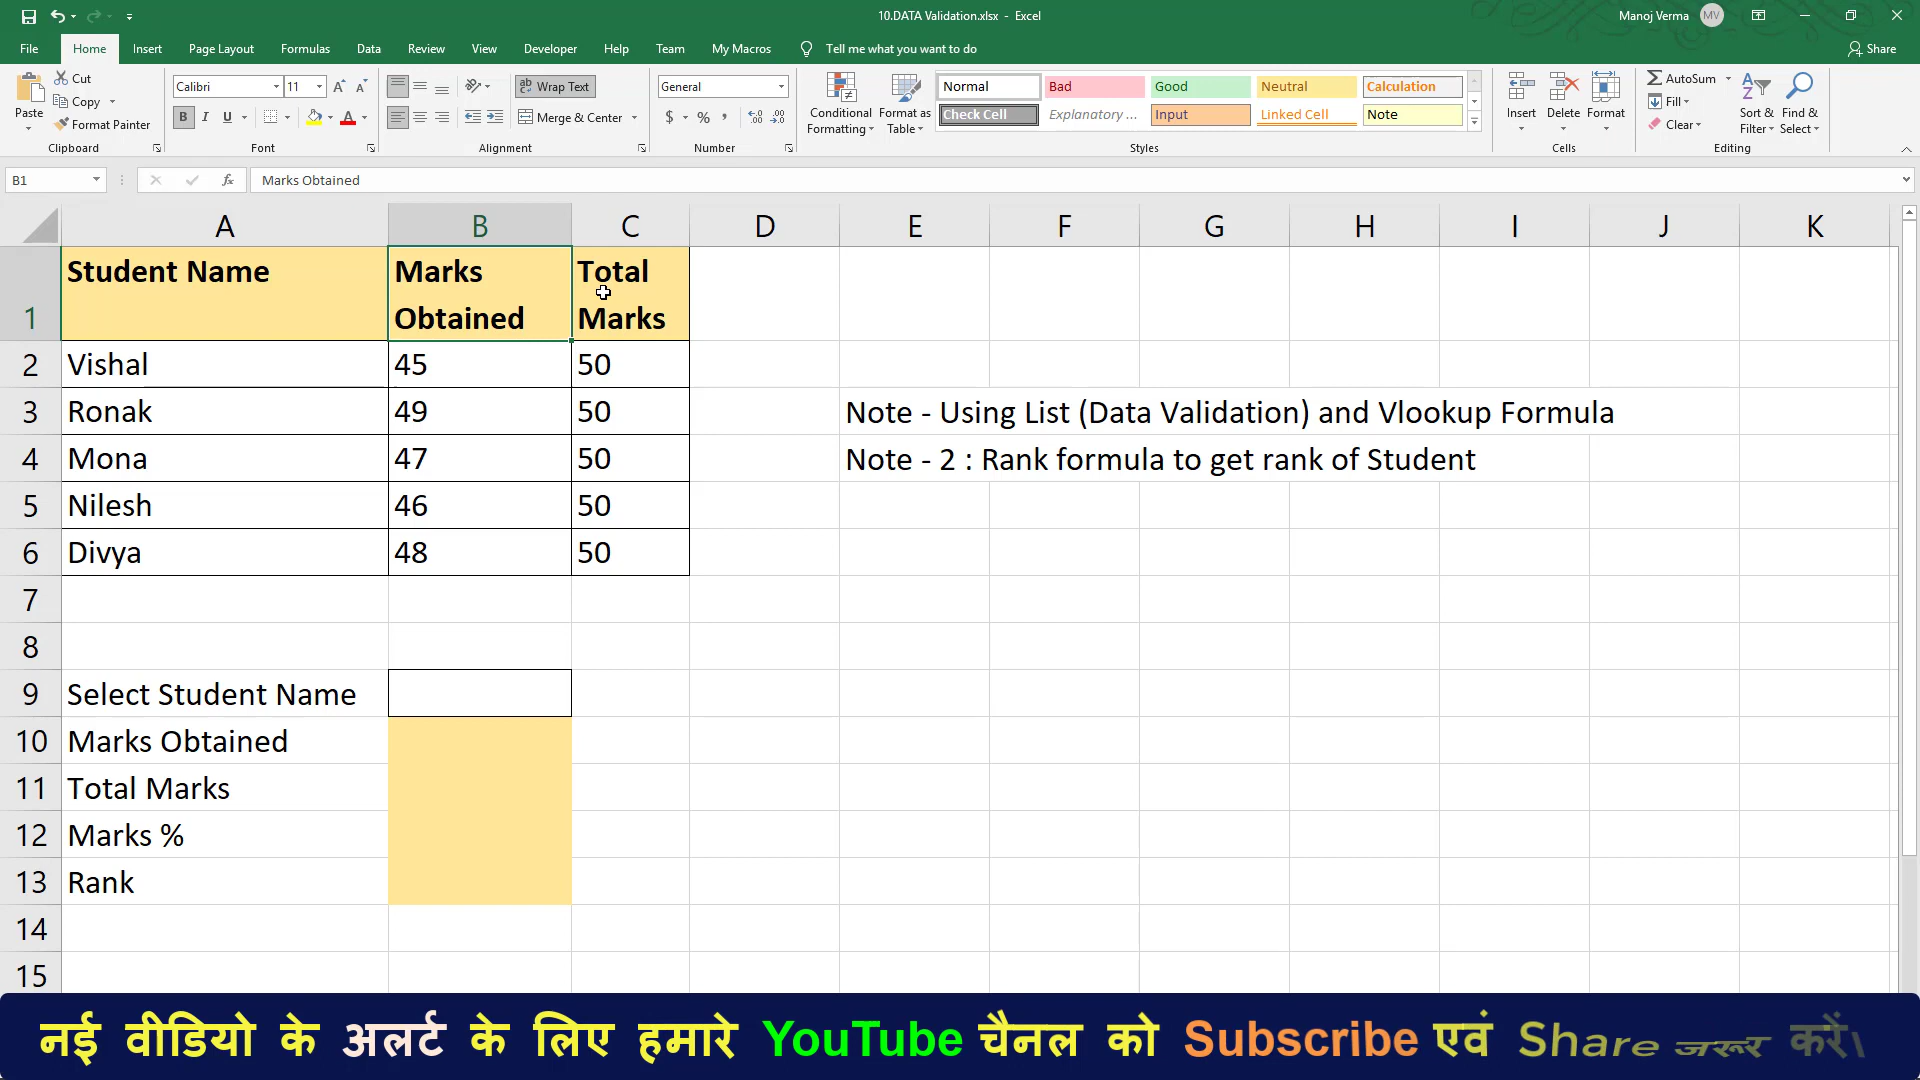 10.DATA Validation.xlsx - Excel
Manoj Verma MV
File Home Insert Page Layout Formulas Data Review View Developer Help Team My Macros Tell me what you want to do Share
Paste
Cut
Copy
Format Painter
Clipboard
Calibri 11
B I U
Font
Wrap Text
Merge & Center
Alignment
General
$ % ,
Number
Conditional Formatting
Format as Table
Normal Bad Good Neutral Calculation
Check Cell Explanatory ... Input Linked Cell Note
Styles
Insert Delete Format
Cells
AutoSum
Fill
Clear
Sort & Filter
Find & Select
Editing
B1 fx Marks Obtained
A B C D E F G H I J K
1 Student Name Marks Obtained Total Marks
2 Vishal 45 50
3 Ronak 49 50 Note - Using List (Data Validation) and Vlookup Formula
4 Mona 47 50 Note - 2 : Rank formula to get rank of Student
5 Nilesh 46 50
6 Divya 48 50
7
8
9 Select Student Name
10 Marks Obtained
11 Total Marks
12 Marks %
13 Rank
14
15
नई वीडियो के अलर्ट के लिए हमारे YouTube चैनल को Subscribe एवं Share जरूर करें।